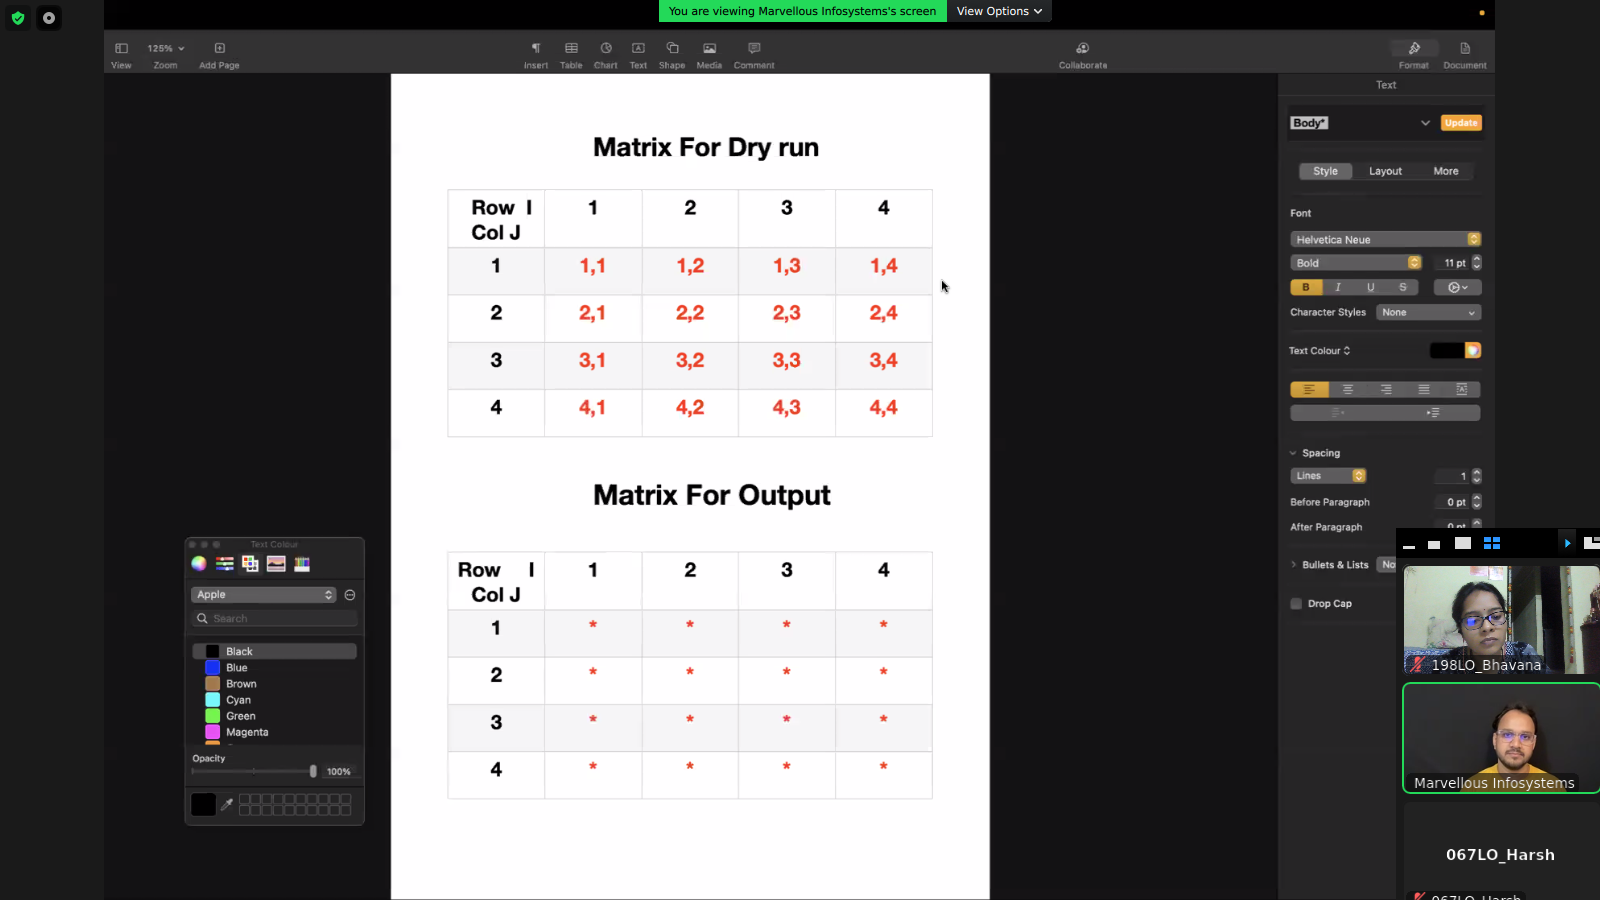 You are viewing Marvellous Infosystems's screen View Options
View 125% Zoom Add Page Insert Table Chart Text Shape Media Comment Collaborate Format Document
Text
Body* Update
Style Layout More
Font
Helvetica Neue
Bold 11 pt
B I U S
Character Styles None
Text Colour
Spacing
Lines 1
Before Paragraph 0 pt
After Paragraph 0 pt
Bullets & Lists
Drop Cap
Matrix For Dry run
Row I 1 2 3 4
Col J
1 1,1 1,2 1,3 1,4
2 2,1 2,2 2,3 2,4
3 3,1 3,2 3,3 3,4
4 4,1 4,2 4,3 4,4
Matrix For Output
Row I 1 2 3 4
Col J
1 * * * *
2 * * * *
3 * * * *
4 * * * *
Text Colour
Apple
Search
Black
Blue
Brown
Cyan
Green
Magenta
Opacity
100%
198LO_Bhavana
Marvellous Infosystems
067LO_Harsh
067LO_Harsh